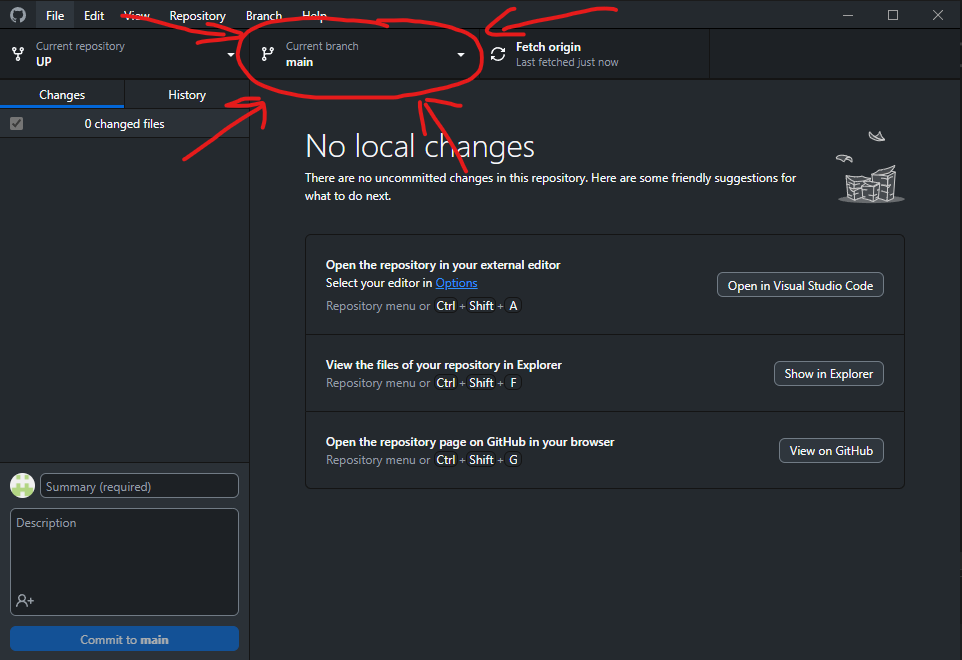 File Edit View Repository Branch Help
Current repository
UP
Current branch
main
Fetch origin
Last fetched just now
Changes History
0 changed files
No local changes
There are no uncommitted changes in this repository. Here are some friendly suggestions for
what to do next.
Open the repository in your external editor
Select your editor in Options
Repository menu or Ctrl + Shift + A
Open in Visual Studio Code
View the files of your repository in Explorer
Repository menu or Ctrl + Shift + F
Show in Explorer
Open the repository page on GitHub in your browser
Repository menu or Ctrl + Shift + G
View on GitHub
Summary (required)
Description
Commit to main